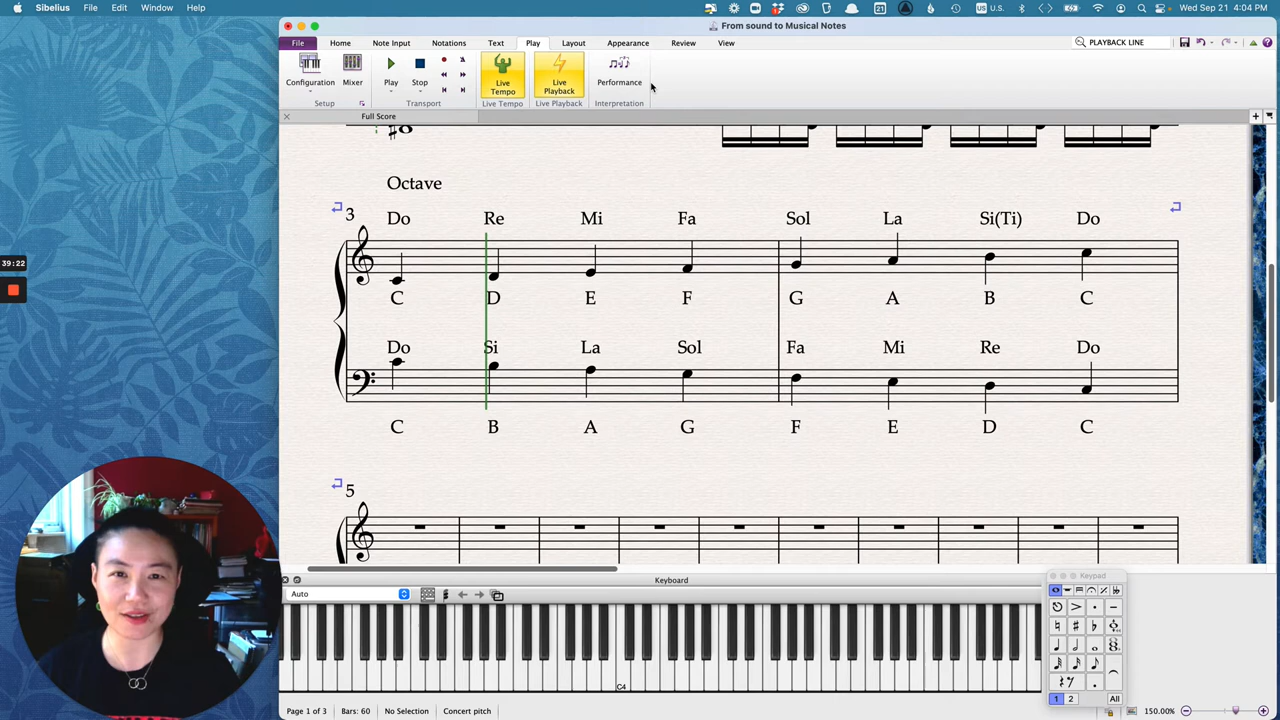 Sibelius File Edit Window Help
21 U.S. Wed Sep 21 4:04 PM
From sound to Musical Notes
File Home Note Input Notations Text Play Layout Appearance Review View
PLAYBACK LINE
Configuration Mixer Play Stop Live Tempo Live Playback Performance
Setup Transport Live Tempo Live Playback Interpretation
Full Score
Octave
3
Do Re Mi Fa Sol La Si(Ti) Do
C D E F G A B C
Do Si La Sol Fa Mi Re Do
C B A G F E D C
5
39:22
Keyboard
Auto
C4
Keypad
1 2 All
Page 1 of 3 Bars: 60 No Selection Concert pitch
150.00%